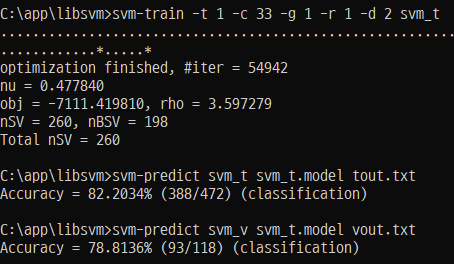 C:\app\libsvm>svm-train -t 1 -c 33 -g 1 -r 1 -d 2 svm_t
.........................................................
............*.....*
optimization finished, #iter = 54942
nu = 0.477840
obj = -7111.419810, rho = 3.597279
nSV = 260, nBSV = 198
Total nSV = 260
C:\app\libsvm>svm-predict svm_t svm_t.model tout.txt
Accuracy = 82.2034% (388/472) (classification)
C:\app\libsvm>svm-predict svm_v svm_t.model vout.txt
Accuracy = 78.8136% (93/118) (classification)